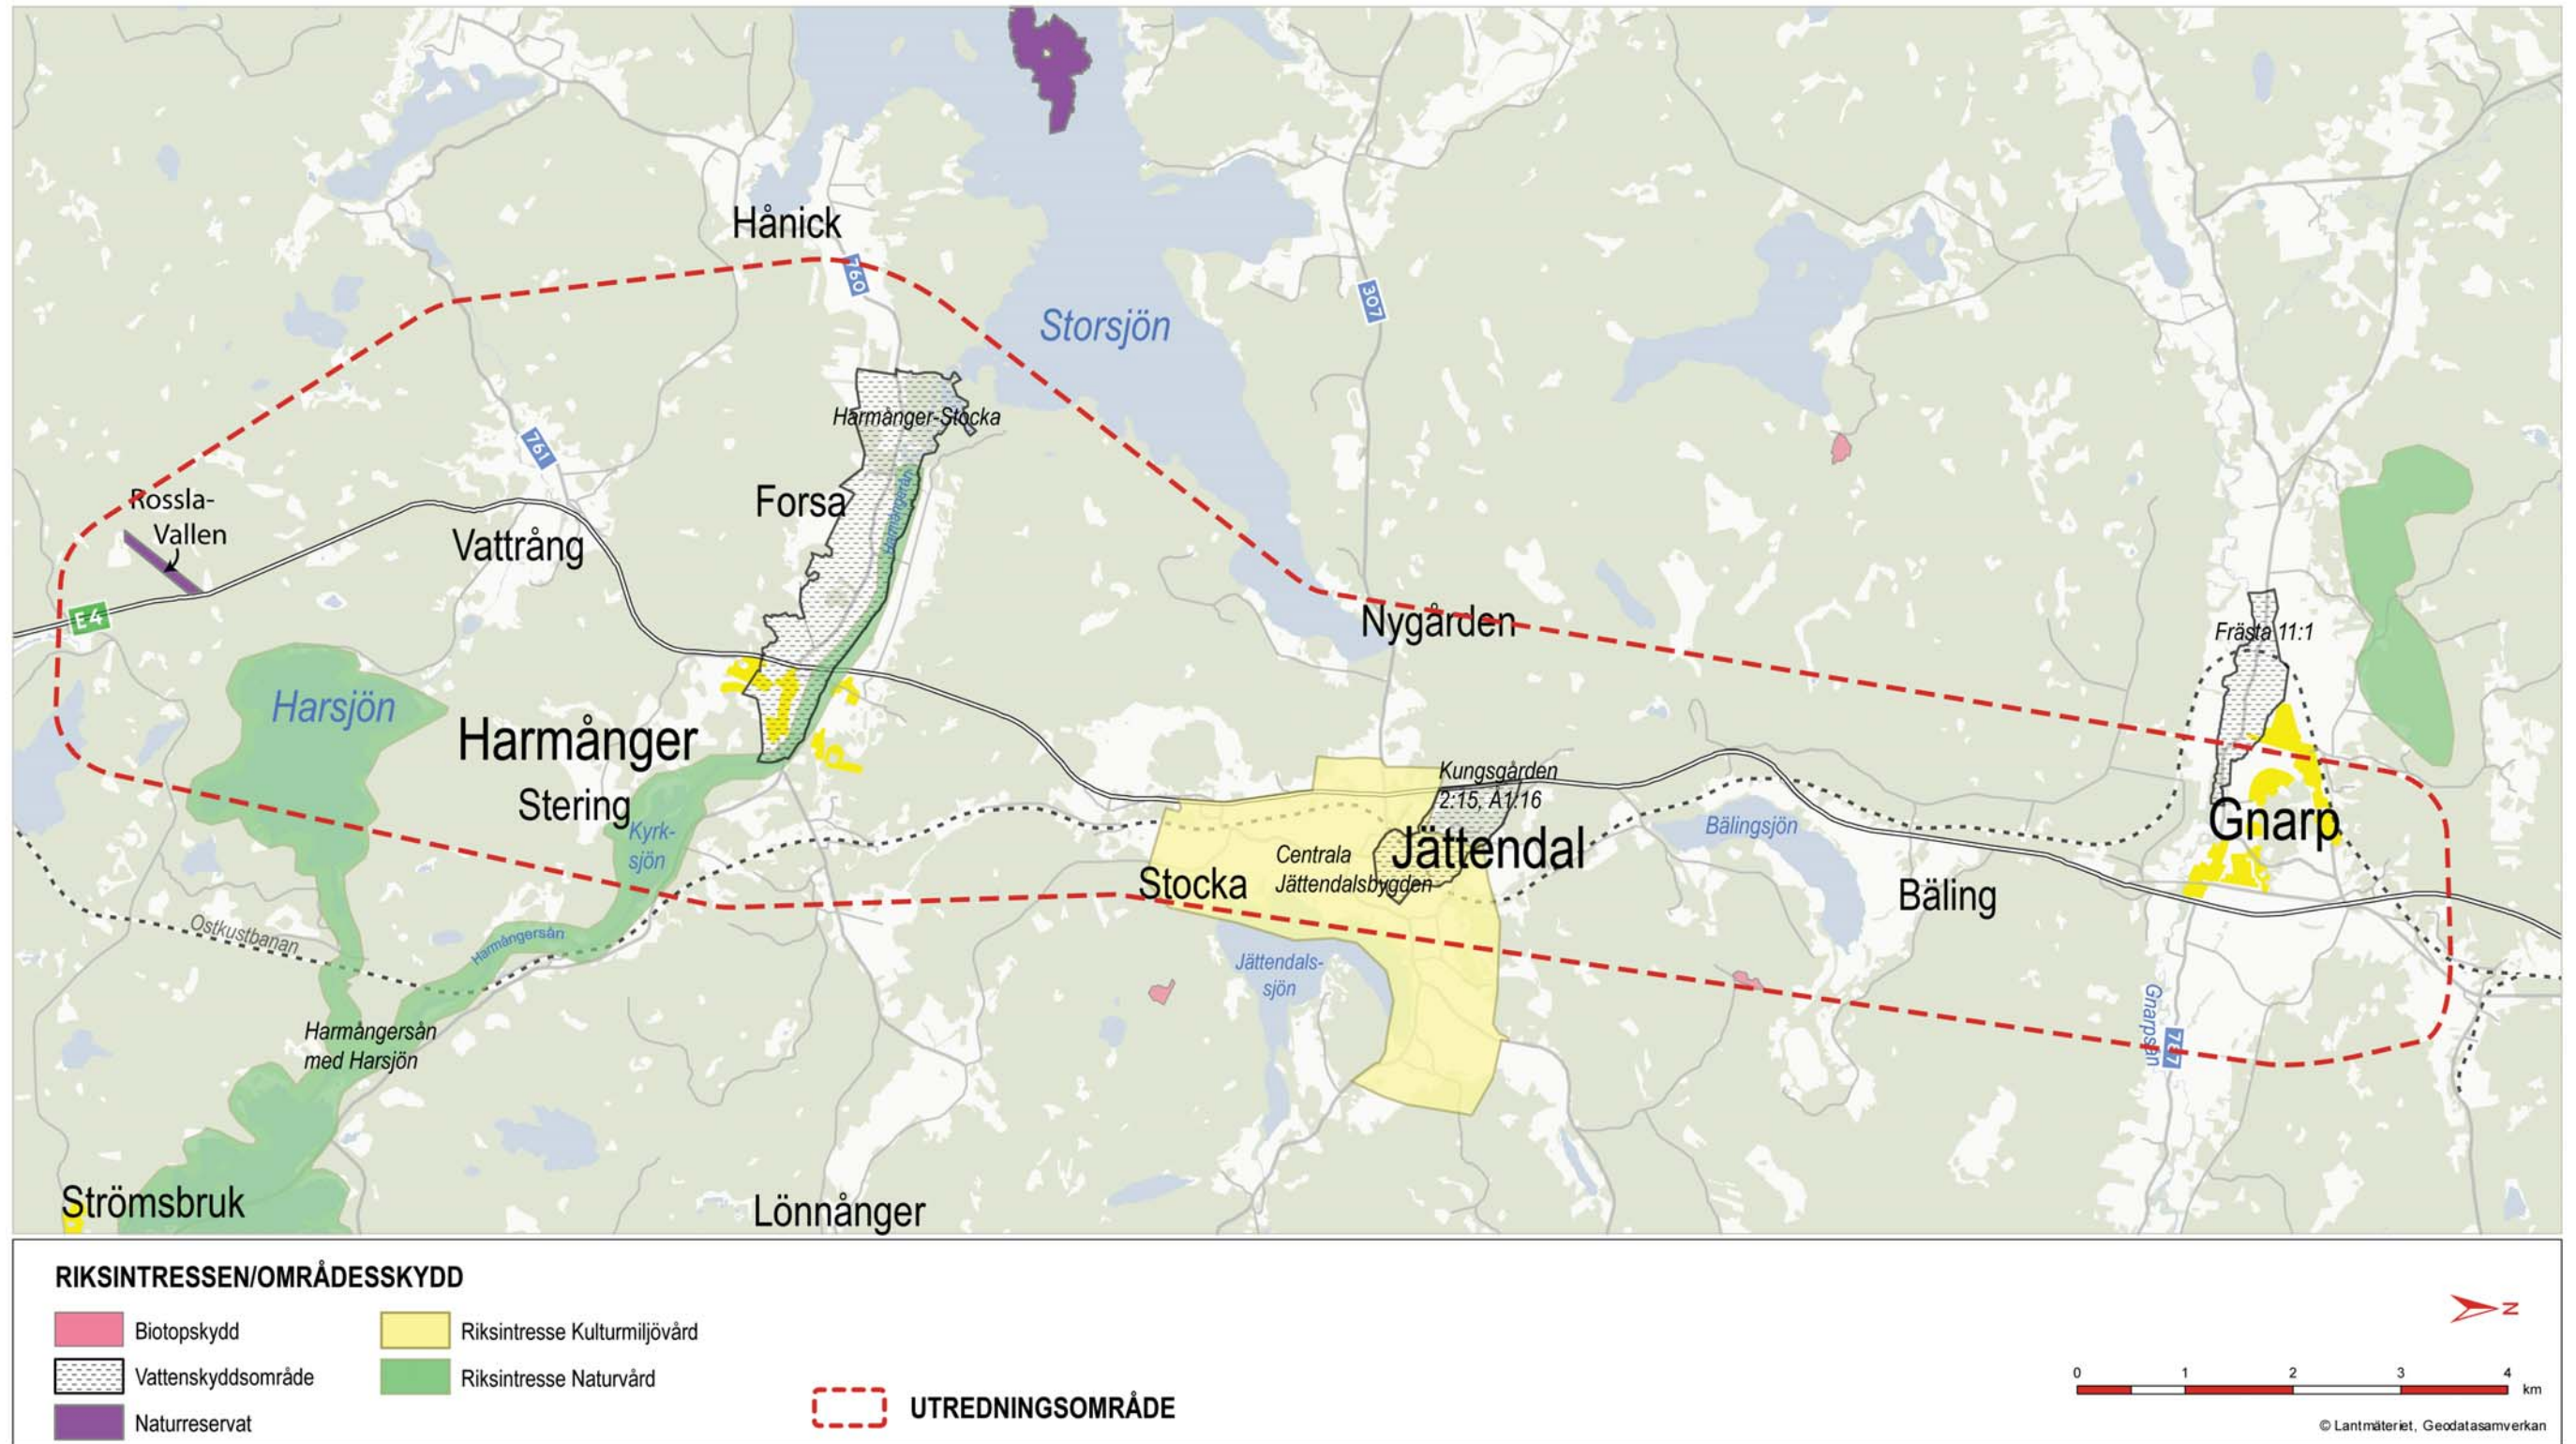 Hånick
760
307
Storsjön
Harmånger-Stocka
761
Rossla-
Vallen
Forsa
Harmångersån
Vattrång
E4
Nygården
Frästa 11:1
Harsjön
Harmånger
Stering
Kyrk-
sjön
Kungsgården
2:15, A1:16
Jättendal
Centrala
Jättendalsbygden
Stocka
Bälingsjön
Gnarp
Bäling
Ostkustbanan
Harmångersån
Jättendals-
sjön
Gnarpsån
Harmångersån
med Harsjön
Strömsbruk
Lönnånger
RIKSINTRESSEN/OMRÅDESSKYDD
Biotopskydd
Vattenskyddsområde
Naturreservat
Riksintresse Kulturmiljövård
Riksintresse Naturvård
UTREDNINGSOMRÅDE
N
0 1 2 3 4
km
© Lantmäteriet, Geodatasamverkan